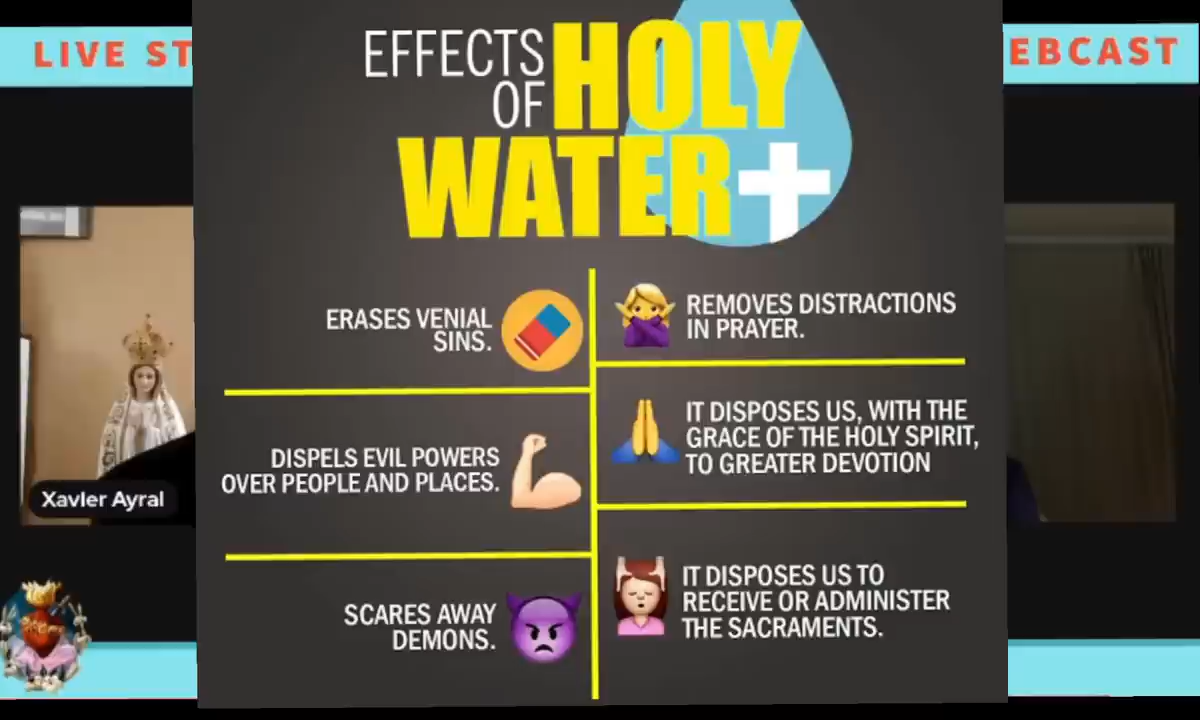 LIVE ST
EBCAST
EFFECTS
OF HOLY
WATER
ERASES VENIAL
SINS.
DISPELS EVIL POWERS
OVER PEOPLE AND PLACES.
SCARES AWAY
DEMONS.
REMOVES DISTRACTIONS
IN PRAYER.
IT DISPOSES US, WITH THE
GRACE OF THE HOLY SPIRIT,
TO GREATER DEVOTION
IT DISPOSES US TO
RECEIVE OR ADMINISTER
THE SACRAMENTS.
Xavier Ayral